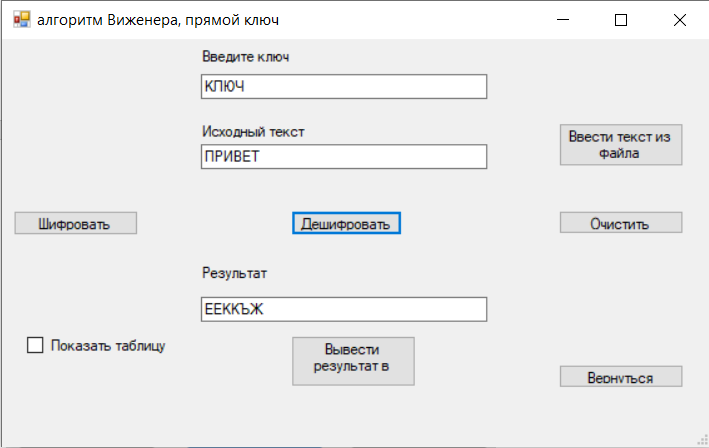 алгоритм Виженера, прямой ключ
Введите ключ
КЛЮЧ
Исходный текст
ПРИВЕТ
Ввести текст из
файла
Шифровать
Дешифровать
Очистить
Результат
ЕЕККЪЖ
Показать таблицу
Вывести
результат в
Вернуться